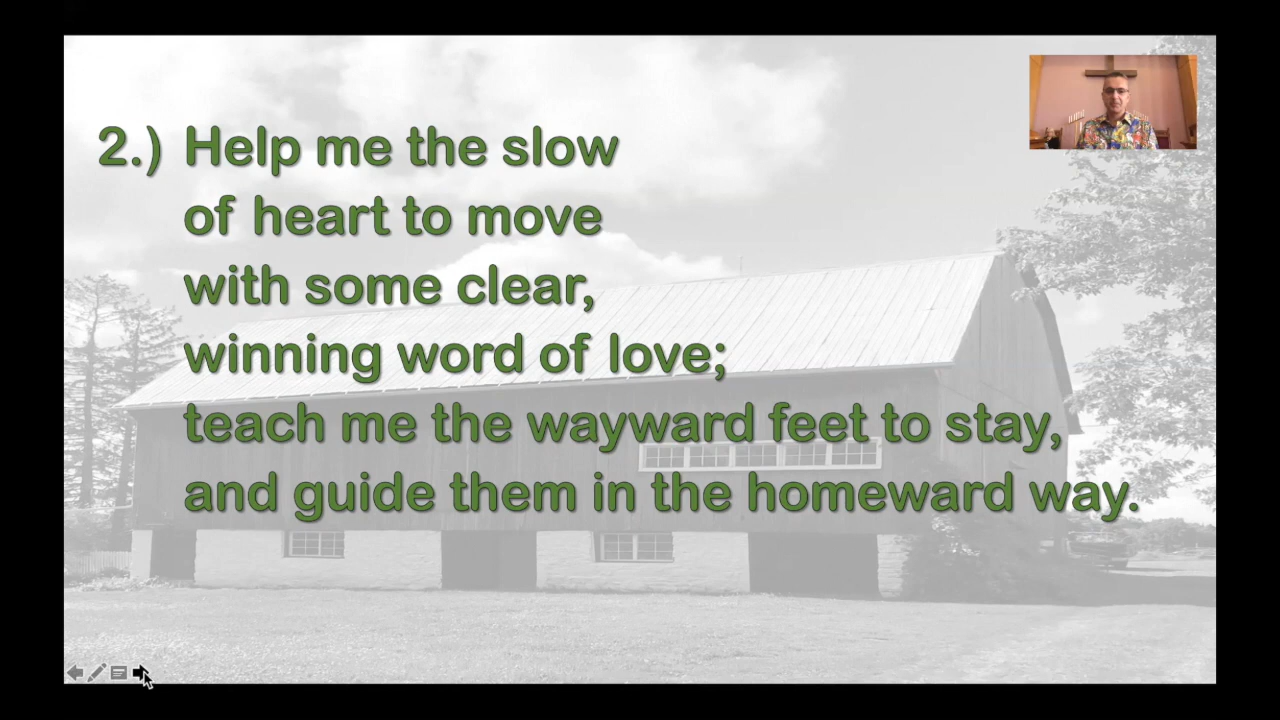 2.) Help me the slow
of heart to move
with some clear,
winning word of love;
teach me the wayward feet to stay,
and guide them in the homeward way.